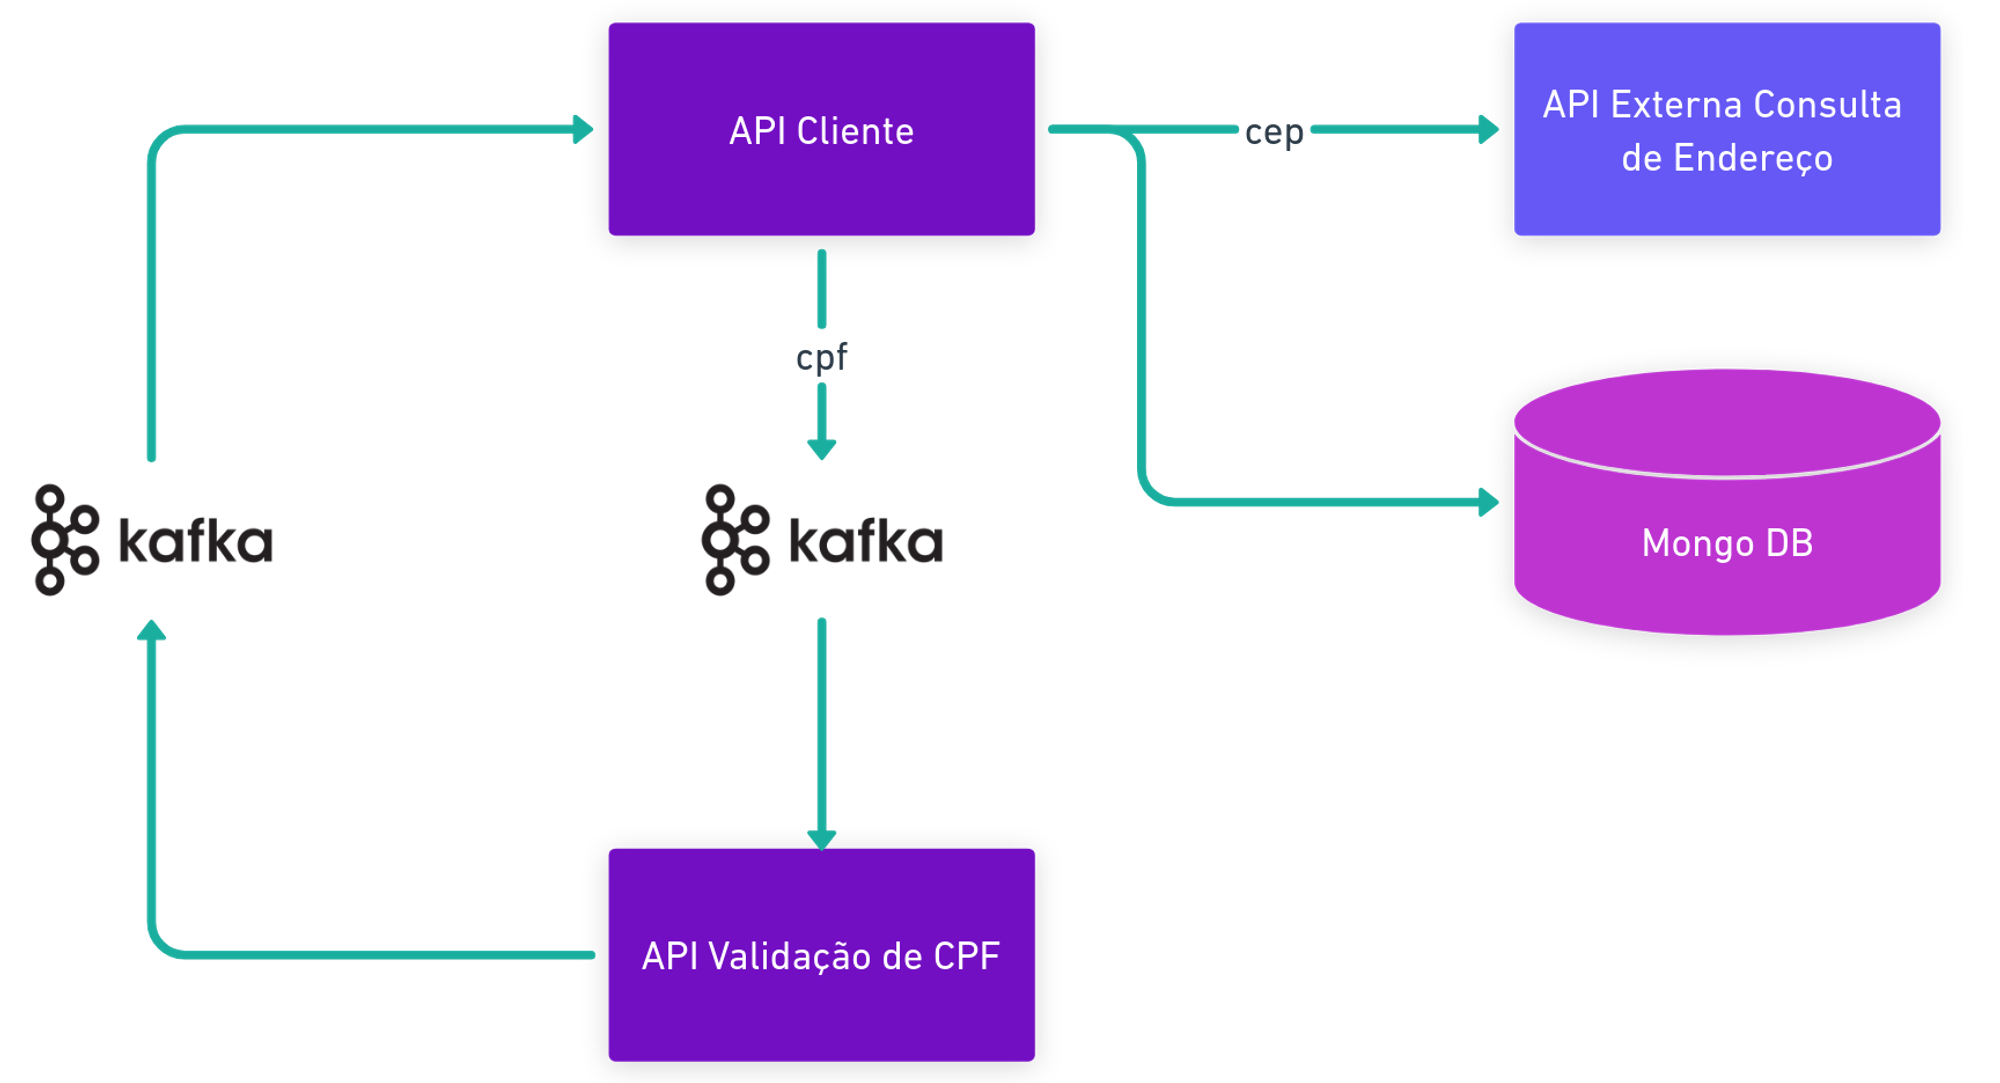 API Cliente
cep
API Externa Consulta
de Endereço
cpf
kafka
kafka
Mongo DB
API Validação de CPF